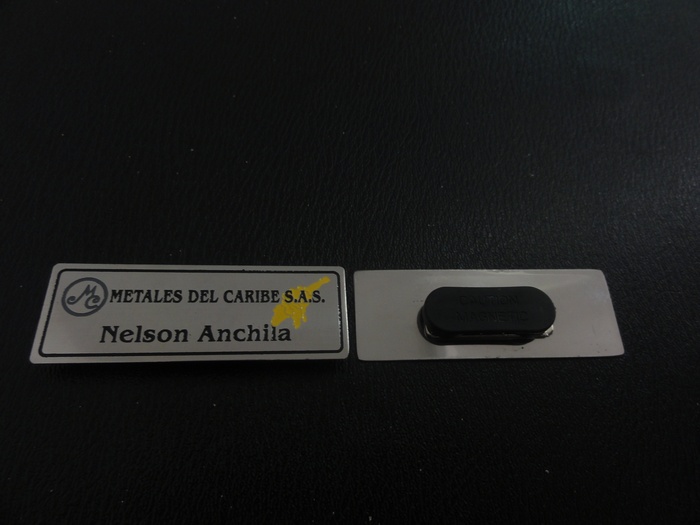 MC METALES DEL CARIBE S.A.S.
Nelson Anchila